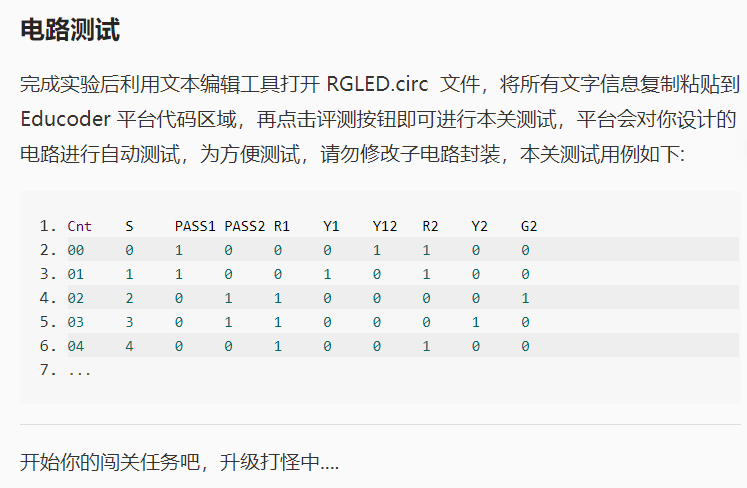 电路测试
完成实验后利用文本编辑工具打开 RGLED.circ 文件，将所有文字信息复制粘贴到
Educoder 平台代码区域，再点击评测按钮即可进行本关测试，平台会对你设计的
电路进行自动测试，为方便测试，请勿修改子电路封装，本关测试用例如下:
1. Cnt S PASS1 PASS2 R1 Y1 Y12 R2 Y2 G2
2. 00 0 1 0 0 0 1 1 0 0
3. 01 1 1 0 0 1 0 1 0 0
4. 02 2 0 1 1 0 0 0 0 1
5. 03 3 0 1 1 0 0 0 1 0
6. 04 4 0 0 1 0 0 1 0 0
7. ...
开始你的闯关任务吧，升级打怪中....